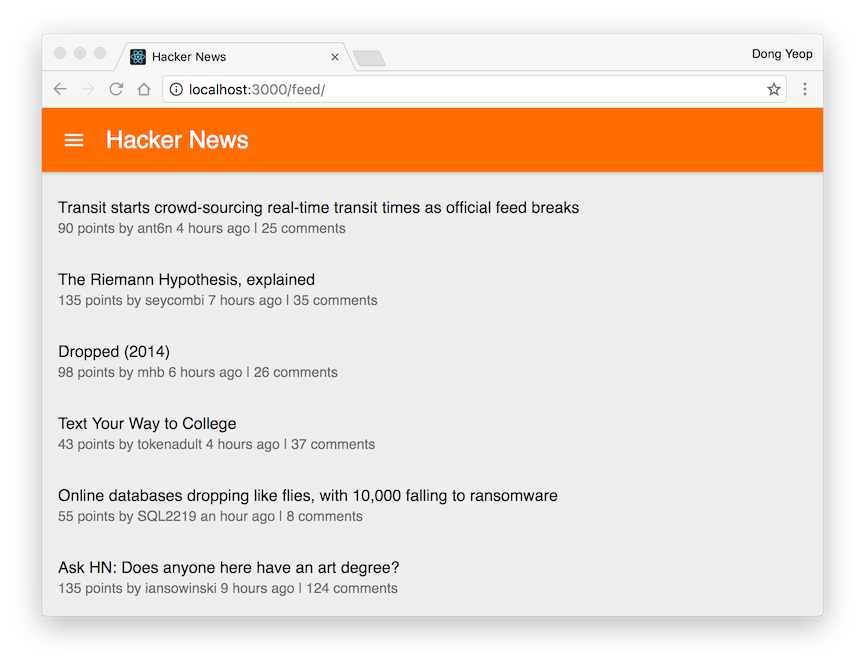 Hacker News
Dong Yeop
localhost:3000/feed/
Hacker News
Transit starts crowd-sourcing real-time transit times as official feed breaks
90 points by ant6n 4 hours ago | 25 comments
The Riemann Hypothesis, explained
135 points by seycombi 7 hours ago | 35 comments
Dropped (2014)
98 points by mhb 6 hours ago | 26 comments
Text Your Way to College
43 points by tokenadult 4 hours ago | 37 comments
Online databases dropping like flies, with 10,000 falling to ransomware
55 points by SQL2219 an hour ago | 8 comments
Ask HN: Does anyone here have an art degree?
135 points by iansowinski 9 hours ago | 124 comments